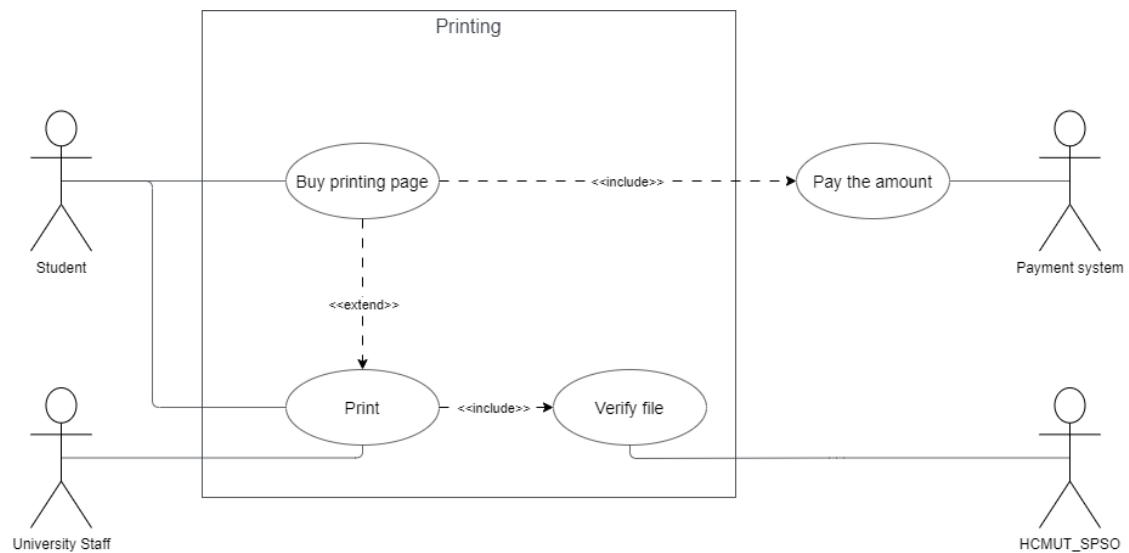 Printing
Buy printing page
<<include>>
Pay the amount
Student
Payment system
<<extend>>
Print
<<include>>
Verify file
University Staff
HCMUT_SPSO